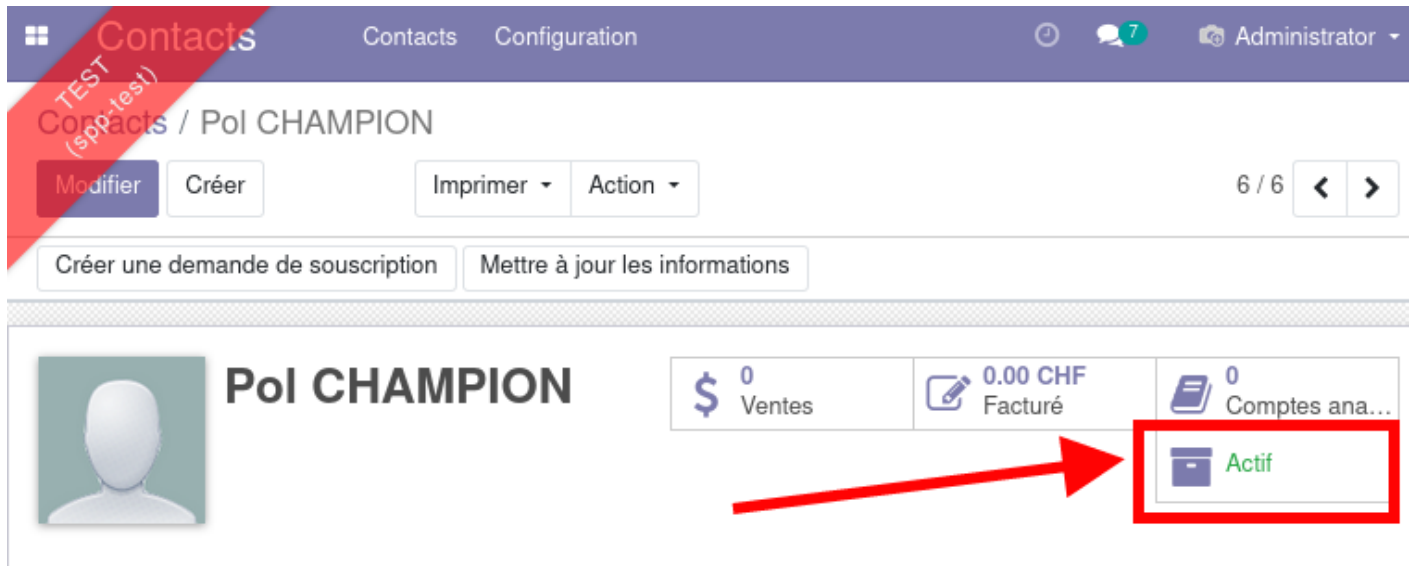 Contacts Contacts Configuration 7 Administrator
TEST
(spp-test)
Contacts / Pol CHAMPION
Modifier Créer Imprimer Action 6 / 6
Créer une demande de souscription Mettre à jour les informations
Pol CHAMPION
0
Ventes
0.00 CHF
Facturé
0
Comptes ana...
Actif